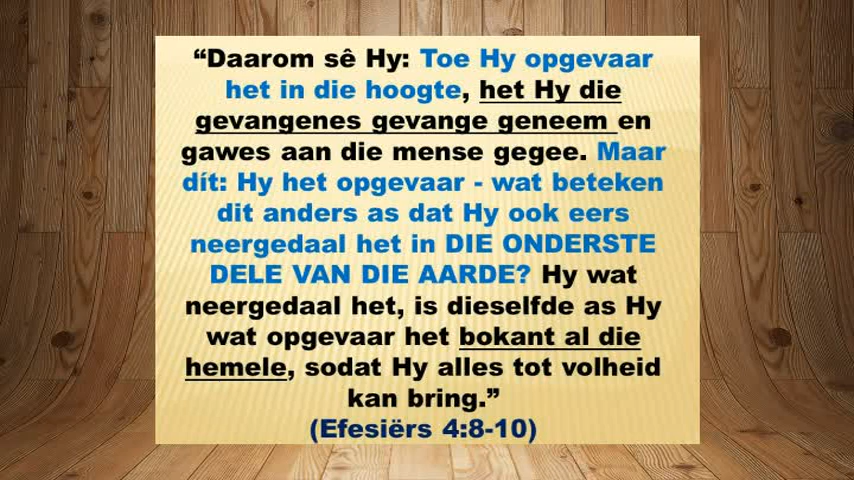 “Daarom sê Hy: Toe Hy opgevaar
het in die hoogte, het Hy die
gevangenes gevange geneem en
gawes aan die mense gegee. Maar
dít: Hy het opgevaar - wat beteken
dit anders as dat Hy ook eers
neergedaal het in DIE ONDERSTE
DELE VAN DIE AARDE? Hy wat
neergedaal het, is dieselfde as Hy
wat opgevaar het bokant al die
hemele, sodat Hy alles tot volheid
kan bring.”
(Efesiërs 4:8-10)